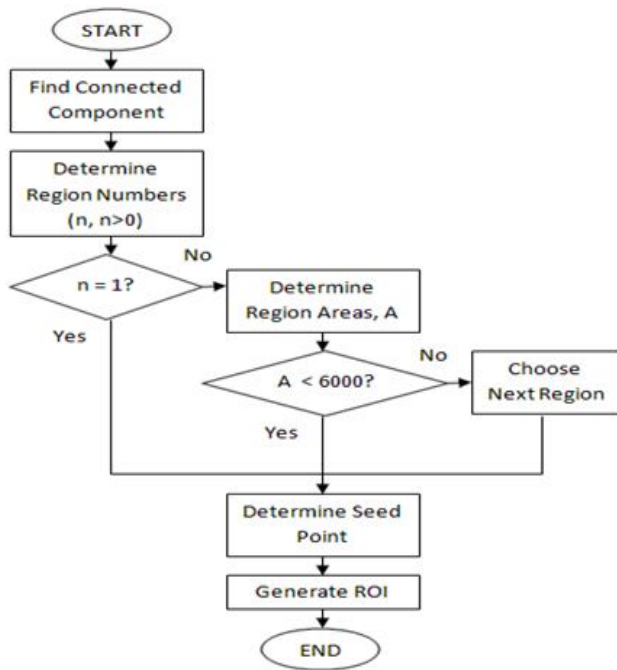 START
Find Connected
Component
Determine
Region Numbers
(n, n>0)
No
n = 1?
Determine
Region Areas, A
Yes
No
A < 6000?
Choose
Next Region
Yes
Determine Seed
Point
Generate ROI
END